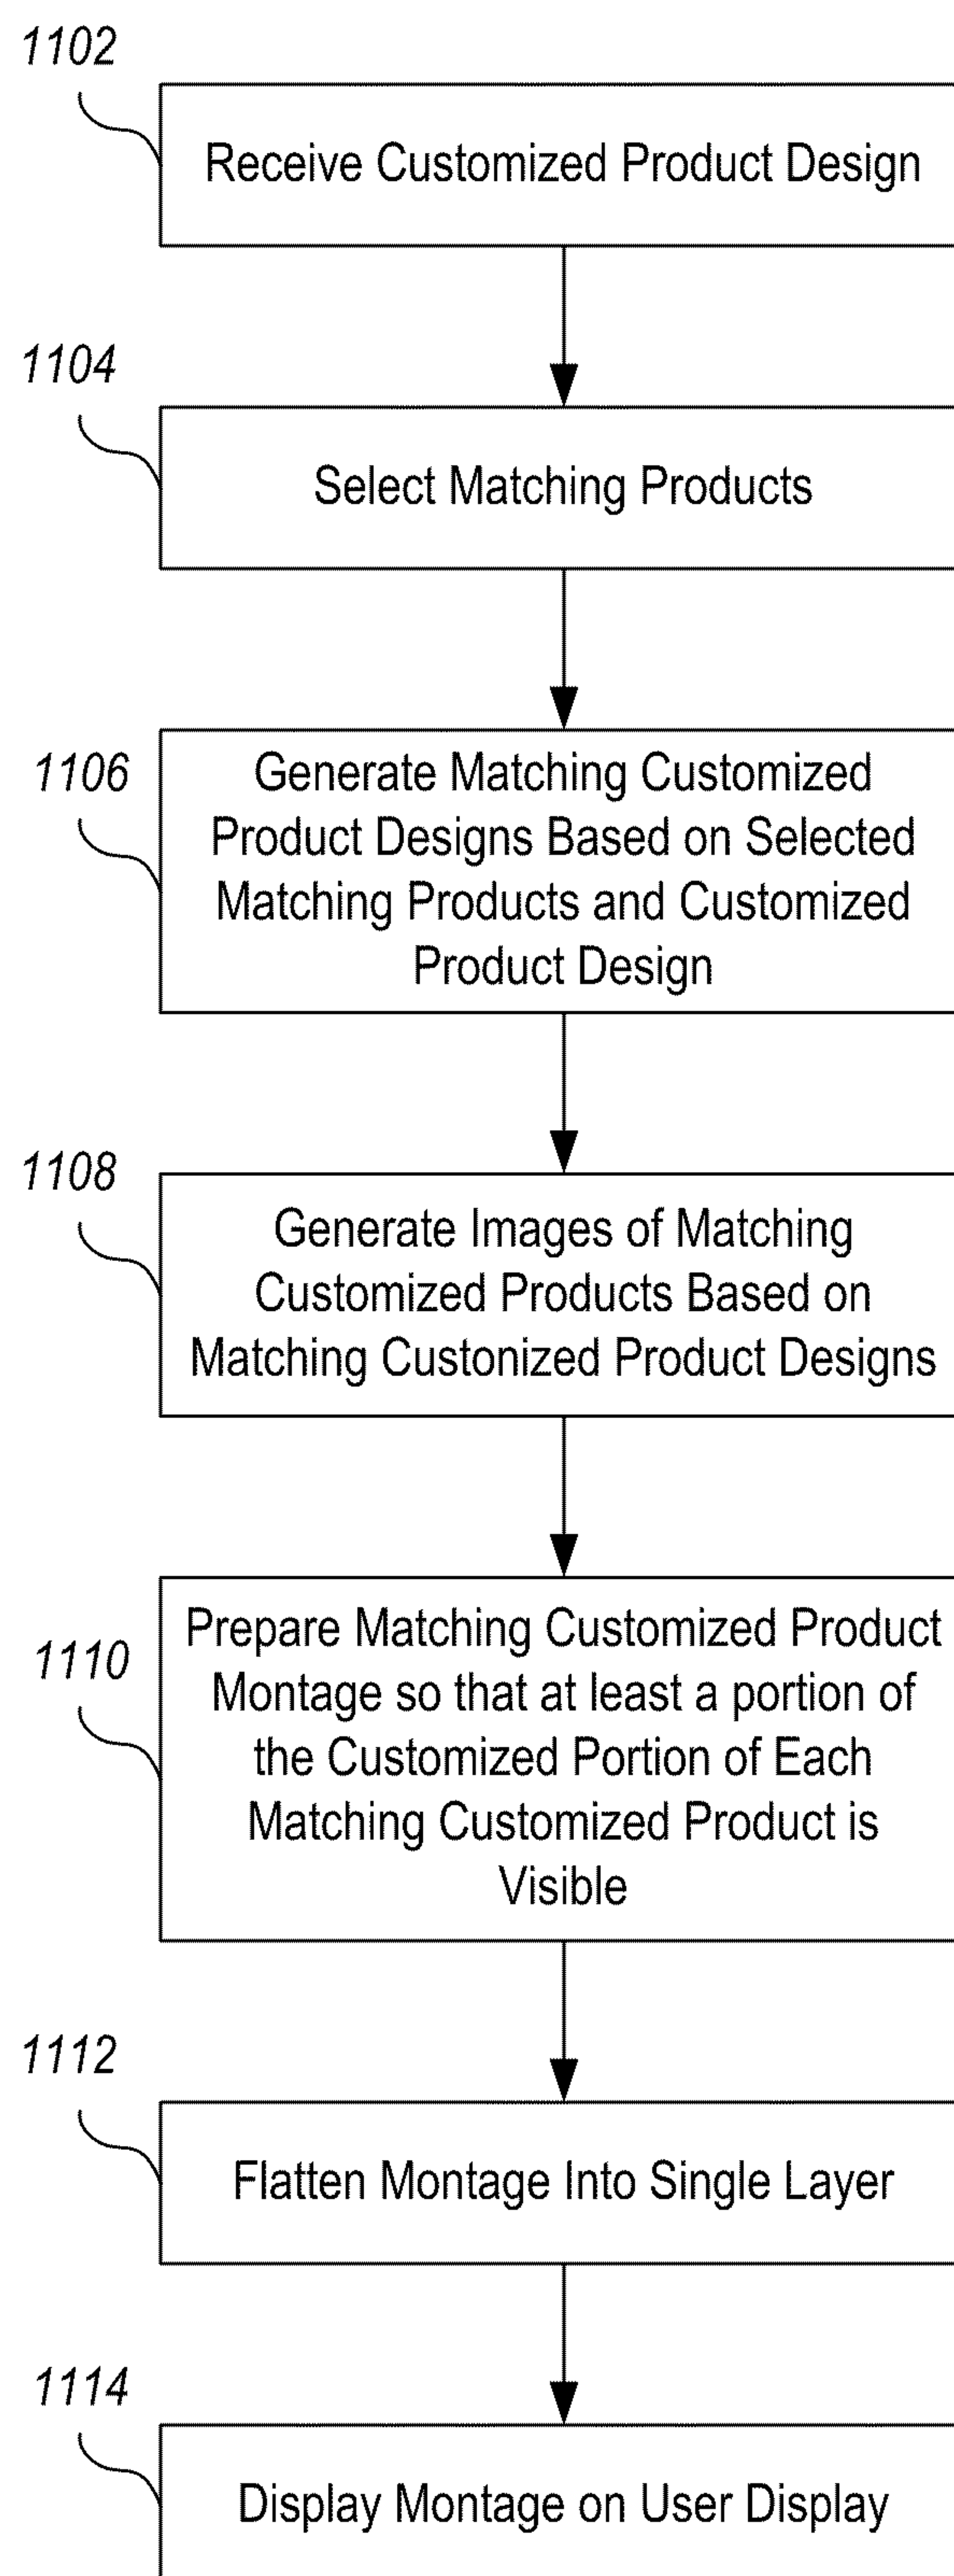 1102
Receive Customized Product Design
1104
Select Matching Products
1106
Generate Matching Customized
Product Designs Based on Selected
Matching Products and Customized
Product Design
1108
Generate Images of Matching
Customized Products Based on
Matching Custonized Product Designs
1110
Prepare Matching Customized Product
Montage so that at least a portion of
the Customized Portion of Each
Matching Customized Product is
Visible
1112
Flatten Montage Into Single Layer
1114
Display Montage on User Display